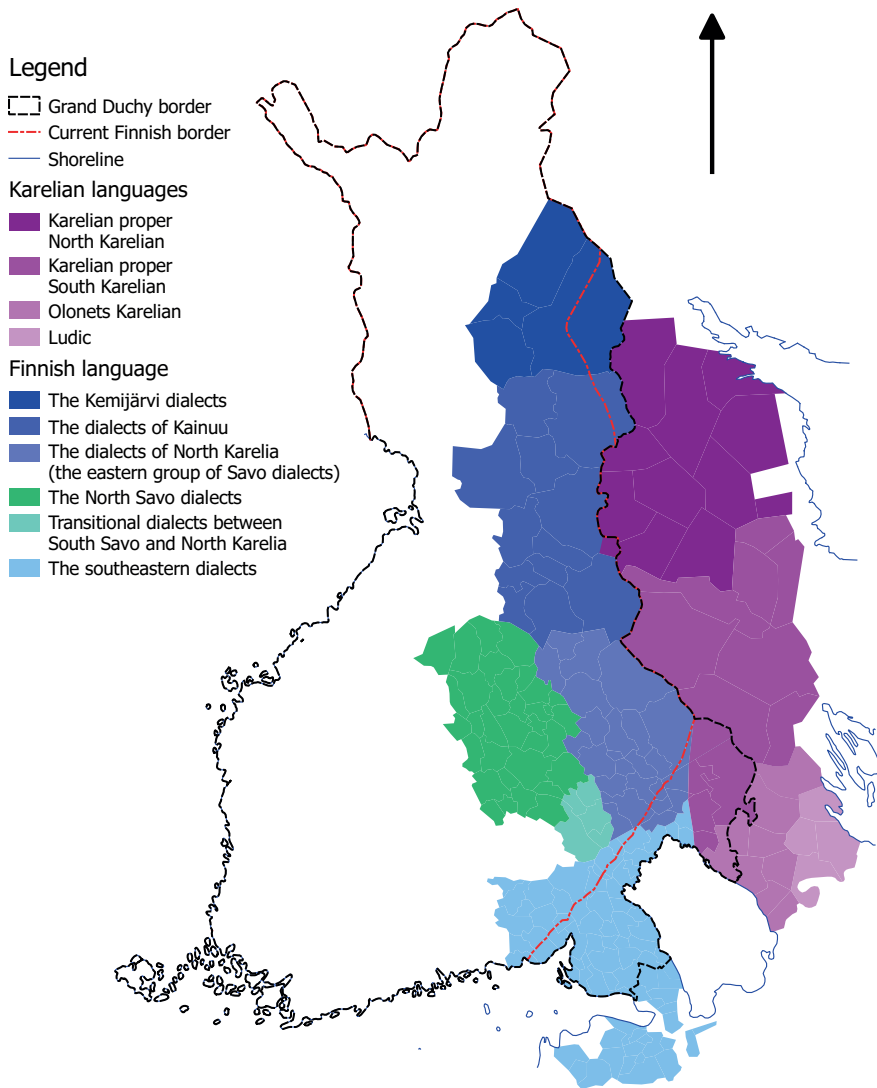 Legend
Grand Duchy border
Current Finnish border
Shoreline
Karelian languages
Karelian proper
North Karelian
Karelian proper
South Karelian
Olonets Karelian
Ludic
Finnish language
The Kemijärvi dialects
The dialects of Kainuu
The dialects of North Karelia
(the eastern group of Savo dialects)
The North Savo dialects
Transitional dialects between
South Savo and North Karelia
The southeastern dialects